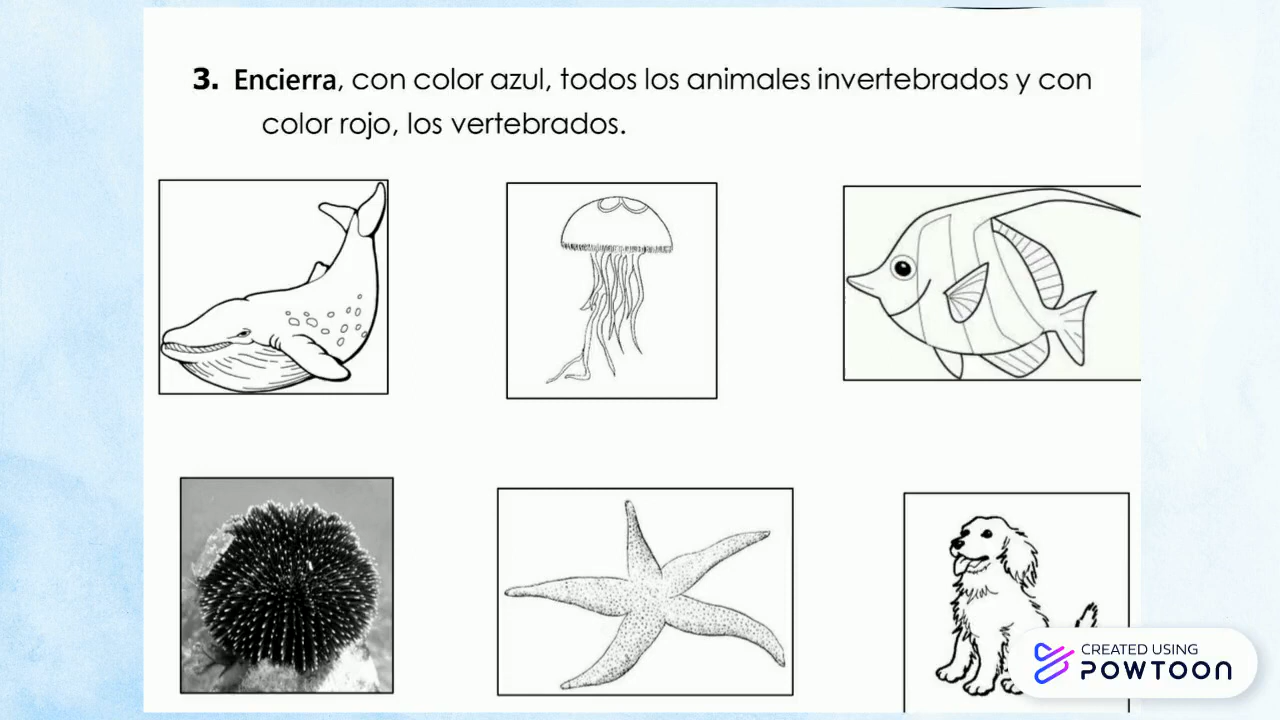 3. Encierra, con color azul, todos los animales invertebrados y con
color rojo, los vertebrados.
CREATED USING
POWTOON